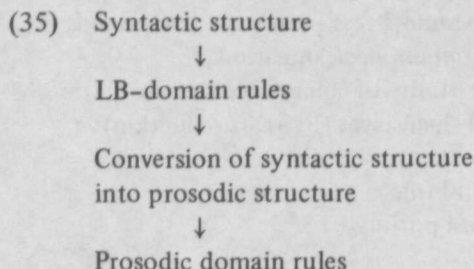 (35) Syntactic structure
↓
LB-domain rules
↓
Conversion of syntactic structure
into prosodic structure
↓
Prosodic domain rules